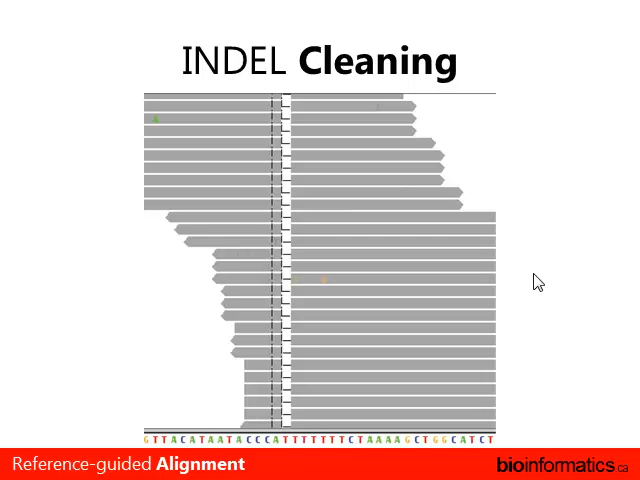 INDEL Cleaning
A
GTTACATAATACCCATTTTTTTCTAAAAGCTGGCATCT
Reference-guided Alignment
bioinformatics.ca